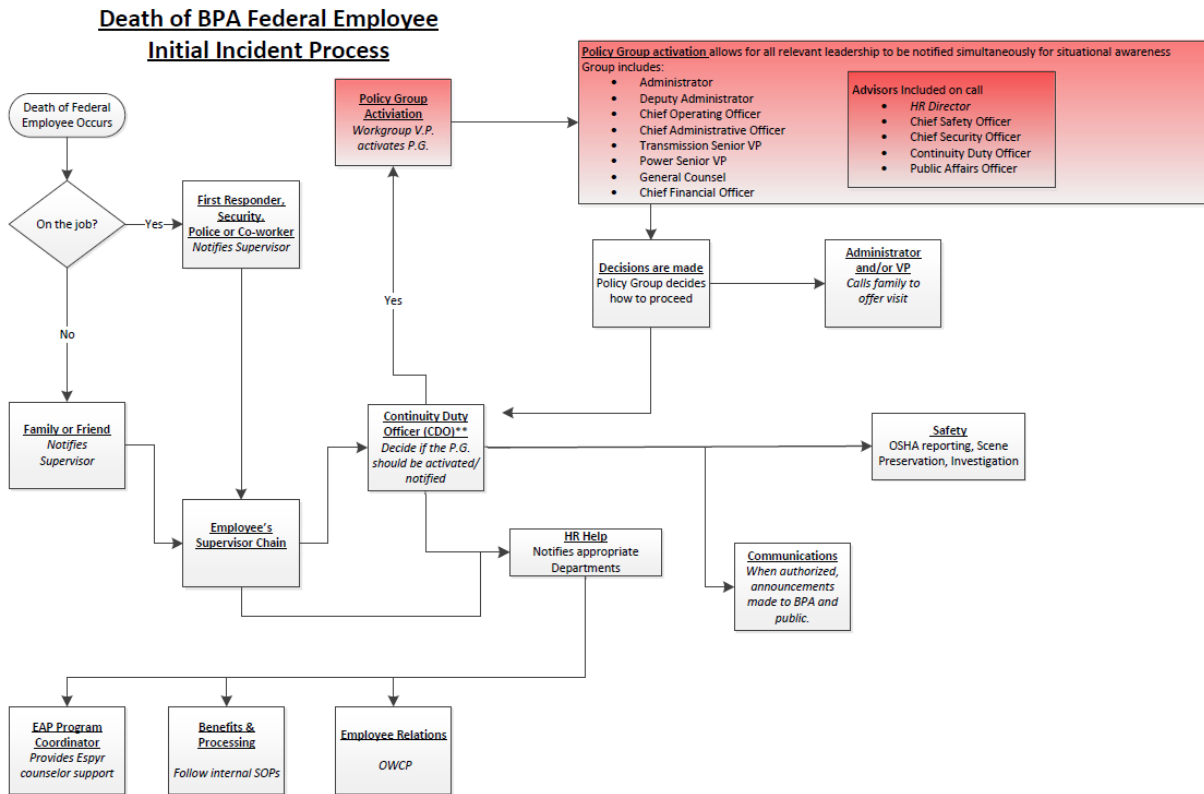 Death of BPA Federal Employee
Initial Incident Process
Policy Group activation allows for all relevant leadership to be notified simultaneously for situational awareness
Group includes:
• Administrator
• Deputy Administrator
• Chief Operating Officer
• Chief Administrative Officer
• Transmission Senior VP
• Power Senior VP
• General Counsel
• Chief Financial Officer
Advisors Included on call
• HR Director
• Chief Safety Officer
• Chief Security Officer
• Continuity Duty Officer
• Public Affairs Officer
Policy Group
Activiation
Workgroup V.P.
activates P.G.
Death of Federal
Employee Occurs
On the job?
Yes
First Responder,
Security,
Police or Co-worker
Notifies Supervisor
No
Yes
Decisions are made
Policy Group decides
how to proceed
Administrator
and/or VP
Calls family to
offer visit
Family or Friend
Notifies
Supervisor
Continuity Duty
Officer (CDO)**
Decide if the P.G.
should be activated/
notified
Safety
OSHA reporting, Scene
Preservation, Investigation
Employee's
Supervisor Chain
HR Help
Notifies appropriate
Departments
Communications
When authorized,
announcements
made to BPA and
public.
EAP Program
Coordinator
Provides Espyr
counselor support
Benefits &
Processing
Follow internal SOPs
Employee Relations
OWCP